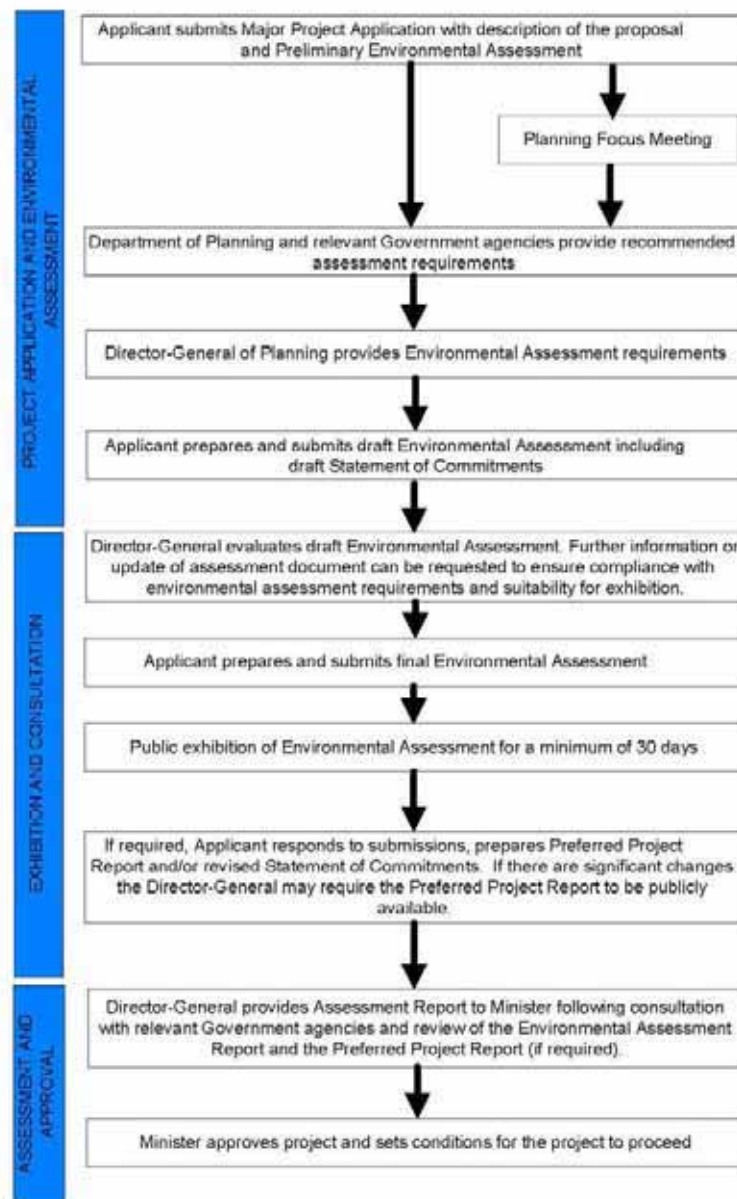 PROJECT APPLICATION AND ENVIRONMENTAL
ASSESSMENT
Applicant submits Major Project Application with description of the proposal
and Preliminary Environmental Assessment
Planning Focus Meeting
Department of Planning and relevant Government agencies provide recommended
assessment requirements
Director-General of Planning provides Environmental Assessment requirements
Applicant prepares and submits draft Environmental Assessment including
draft Statement of Commitments
EXHIBITION AND CONSULTATION
Director-General evaluates draft Environmental Assessment. Further information or
update of assessment document can be requested to ensure compliance with
environmental assessment requirements and suitability for exhibition.
Applicant prepares and submits final Environmental Assessment
Public exhibition of Environmental Assessment for a minimum of 30 days
If required, Applicant responds to submissions, prepares Preferred Project
Report and/or revised Statement of Commitments. If there are significant changes
the Director-General may require the Preferred Project Report to be publicly
available.
ASSESSMENT AND
APPROVAL
Director-General provides Assessment Report to Minister following consultation
with relevant Government agencies and review of the Environmental Assessment
Report and the Preferred Project Report (if required).
Minister approves project and sets conditions for the project to proceed